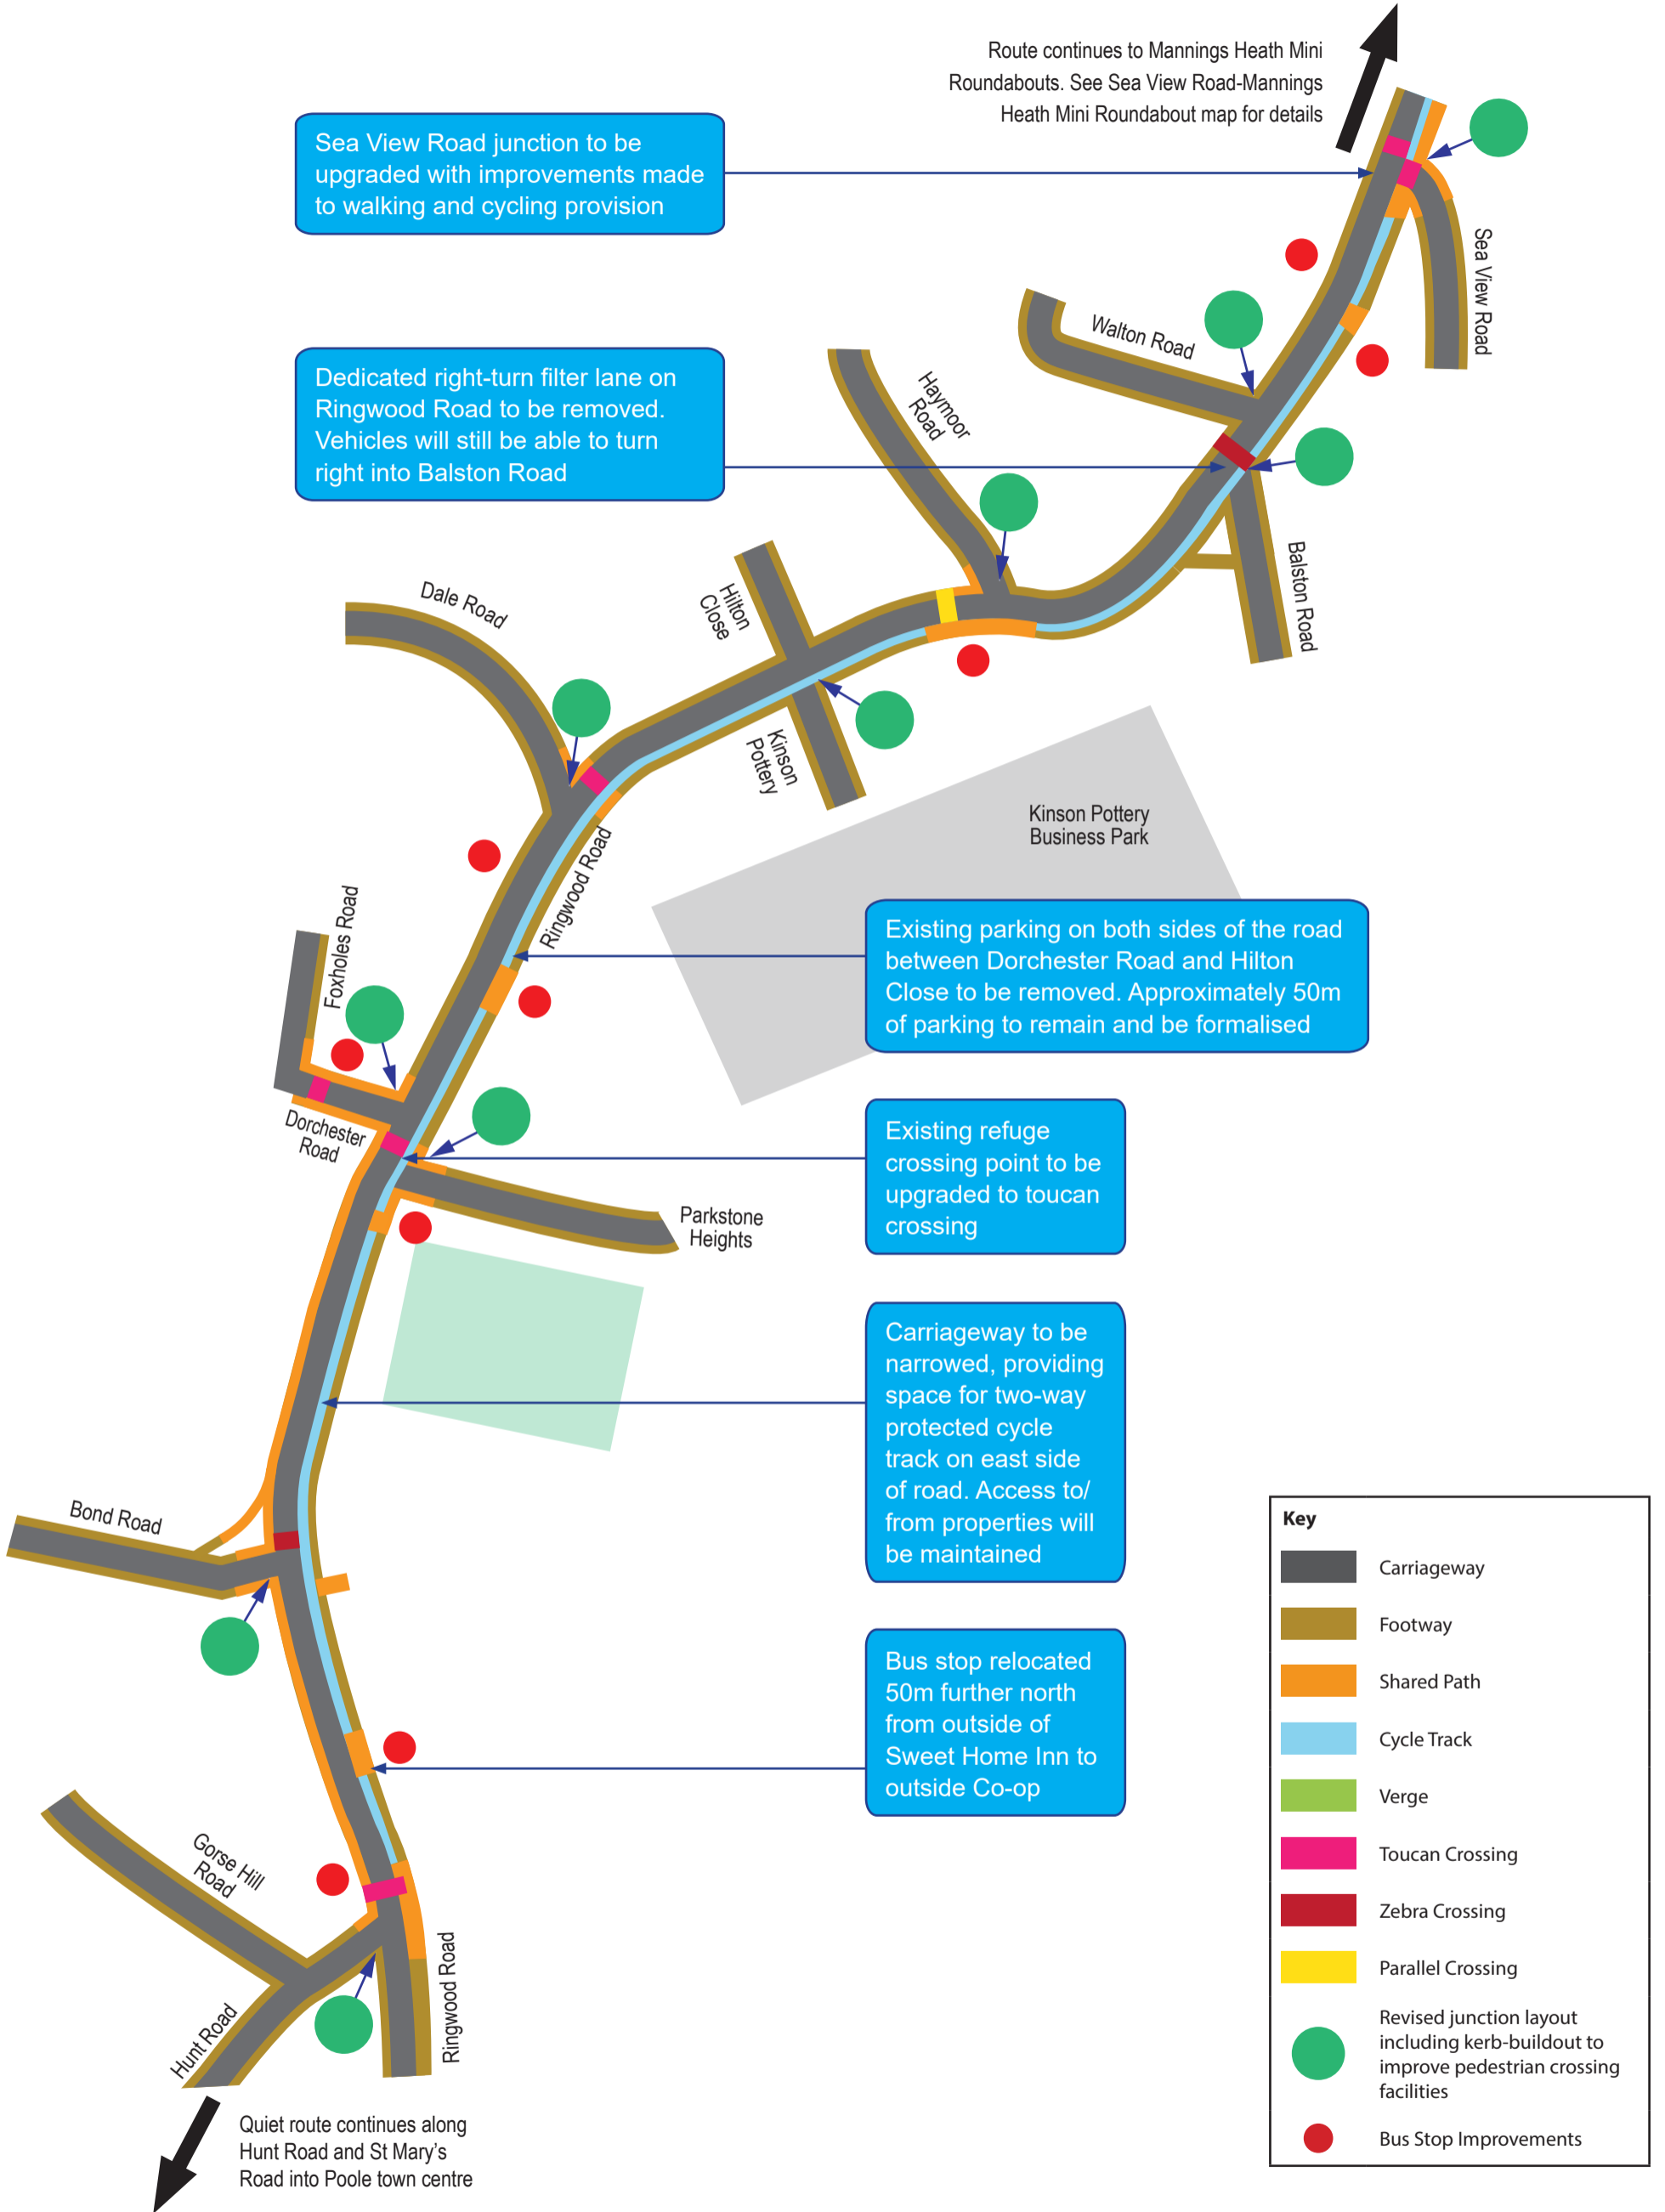 Route continues to Mannings Heath Mini
Roundabouts. See Sea View Road-Mannings
Heath Mini Roundabout map for details
Sea View Road junction to be
upgraded with improvements made
to walking and cycling provision
Sea View Road
Walton Road
Dedicated right-turn filter lane on
Ringwood Road to be removed.
Vehicles will still be able to turn
right into Balston Road
Haymoor
Road
Balston Road
Dale Road
Hilton
Close
Kinson
Pottery
Kinson Pottery
Business Park
Ringwood Road
Foxholes Road
Existing parking on both sides of the road
between Dorchester Road and Hilton
Close to be removed. Approximately 50m
of parking to remain and be formalised
Dorchester
Road
Existing refuge
crossing point to be
upgraded to toucan
crossing
Parkstone
Heights
Carriageway to be
narrowed, providing
space for two-way
protected cycle
track on east side
of road. Access to/
from properties will
be maintained
Bond Road
Bus stop relocated
50m further north
from outside of
Sweet Home Inn to
outside Co-op
Gorse Hill
Road
Hunt Road
Ringwood Road
Quiet route continues along
Hunt Road and St Mary's
Road into Poole town centre
Key
Carriageway
Footway
Shared Path
Cycle Track
Verge
Toucan Crossing
Zebra Crossing
Parallel Crossing
Revised junction layout
including kerb-buildout to
improve pedestrian crossing
facilities
Bus Stop Improvements